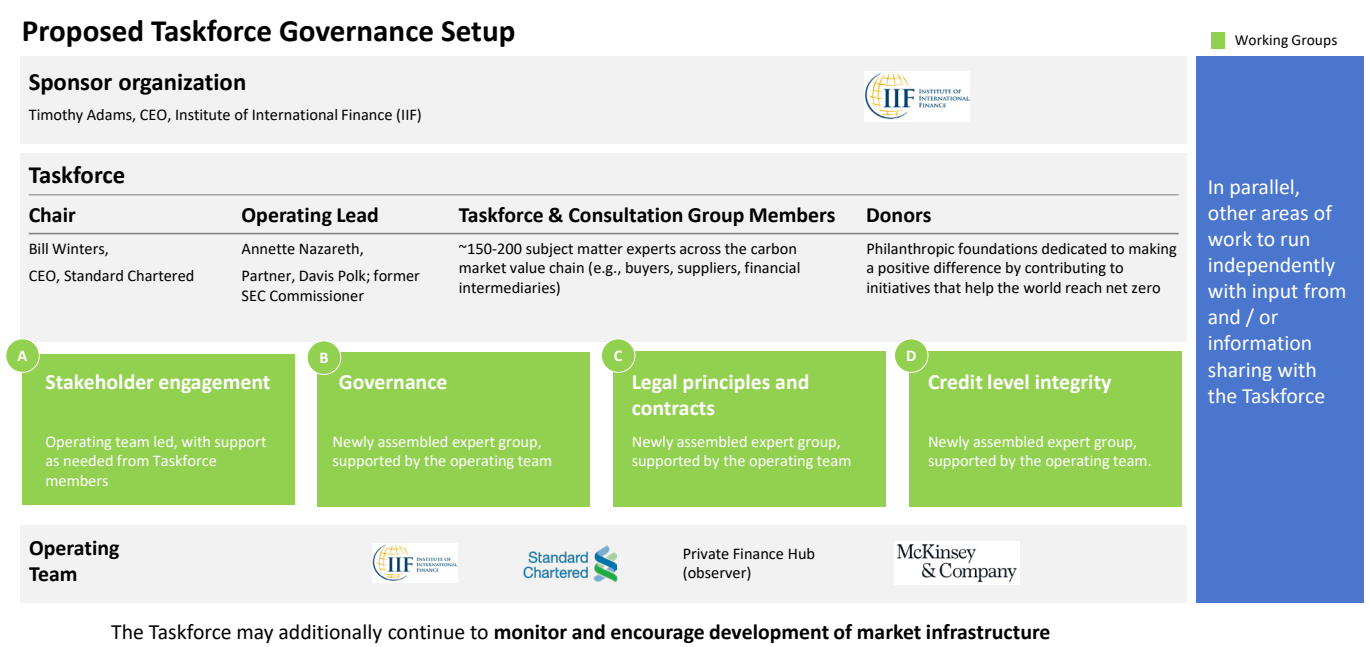 Proposed Taskforce Governance Setup
Working Groups
Sponsor organization
Timothy Adams, CEO, Institute of International Finance (IIF)
IIF
INSTITUTE OF
INTERNATIONAL
FINANCE
Taskforce
Chair
Bill Winters,
CEO, Standard Chartered
Operating Lead
Annette Nazareth,
Partner, Davis Polk; former
SEC Commissioner
Taskforce & Consultation Group Members
~150-200 subject matter experts across the carbon
market value chain (e.g., buyers, suppliers, financial
intermediaries)
Donors
Philanthropic foundations dedicated to making
a positive difference by contributing to
initiatives that help the world reach net zero
A
Stakeholder engagement
Operating team led, with support
as needed from Taskforce
members
B
Governance
Newly assembled expert group,
supported by the operating team
C
Legal principles and
contracts
Newly assembled expert group,
supported by the operating team
D
Credit level integrity
Newly assembled expert group,
supported by the operating team.
In parallel,
other areas of
work to run
independently
with input from
and / or
information
sharing with
the Taskforce
Operating
Team
IIF
INSTITUTE OF
INTERNATIONAL
FINANCE
Standard
Chartered
Private Finance Hub
(observer)
McKinsey
& Company
The Taskforce may additionally continue to monitor and encourage development of market infrastructure